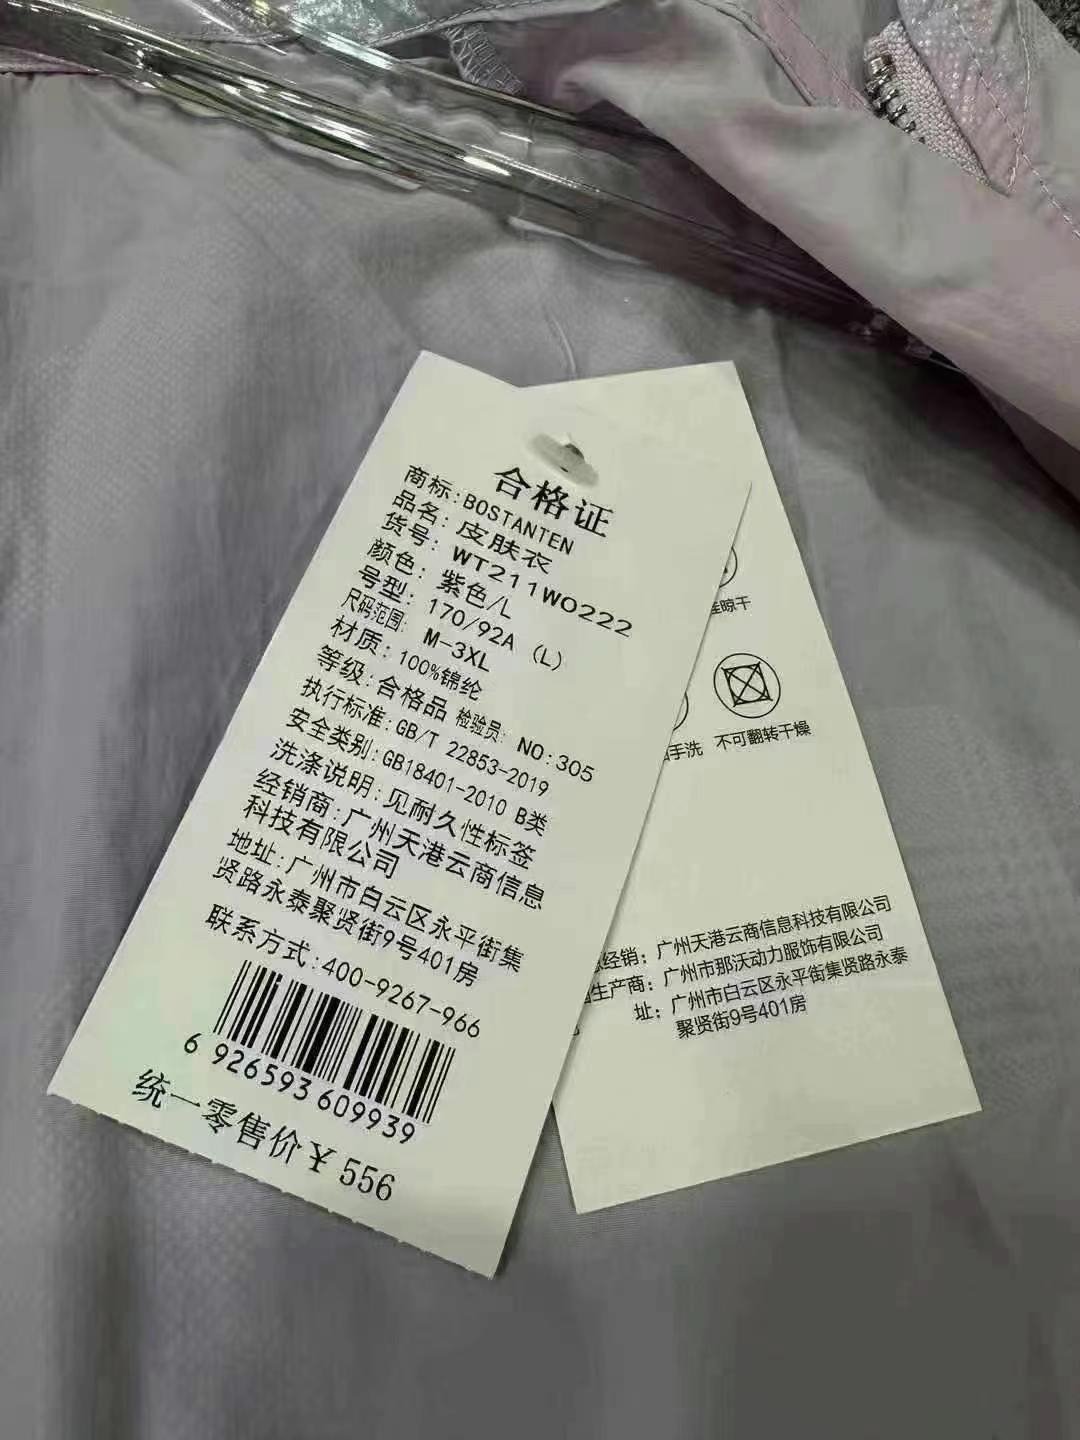 合格证
商标:BOSTANTEN
品名:皮肤衣
货号:WT211WO222
颜色:紫色/L
号型:170/92A (L)
尺码范围: M-3XL
材质:100%锦纶
等级:合格品 检验员: NO:305
执行标准:GB/T 22853-2019
安全类别:GB18401-2010 B类
洗涤说明:见耐久性标签
经销商:广州天港云商信息
科技有限公司
地址:广州市白云区永平街集
贤路永泰聚贤街9号401房
联系方式:400-9267-966
6 926593 609939
统一零售价¥556
晾干
手洗 不可翻转干燥
经销:广州天港云商信息科技有限公司
生产商:广州市那沃动力服饰有限公司
址:广州市白云区永平街集贤路永泰
聚贤街9号401房